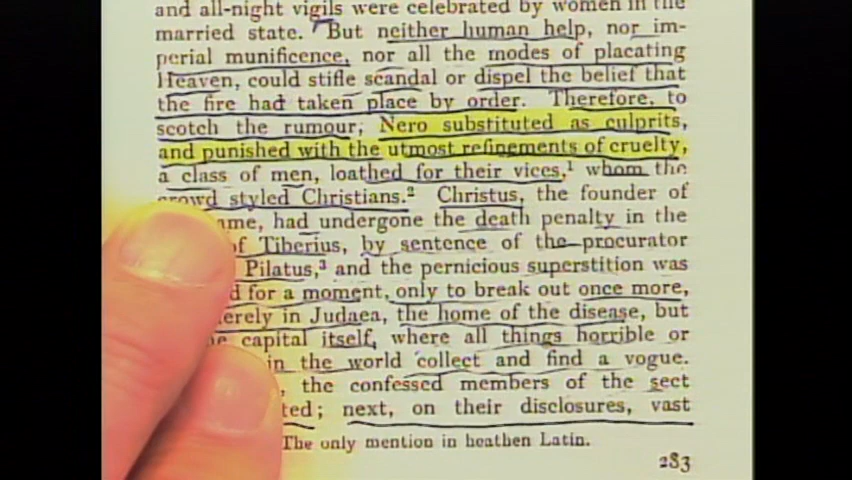 and all-night vigils were celebrated by women in the
married state. But neither human help, nor im-
perial munificence, nor all the modes of placating
Heaven, could stifle scandal or dispel the belief that
the fire had taken place by order. Therefore, to
scotch the rumour, Nero substituted as culprits,
and punished with the utmost refinements of cruelty,
a class of men, loathed for their vices,¹ whom the
crowd styled Christians.² Christus, the founder of
ame, had undergone the death penalty in the
of Tiberius, by sentence of the procurator
Pilatus,³ and the pernicious superstition was
d for a moment, only to break out once more,
erely in Judaea, the home of the disease, but
e capital itself, where all things horrible or
in the world collect and find a vogue.
, the confessed members of the sect
ted; next, on their disclosures, vast
The only mention in heathen Latin.
283